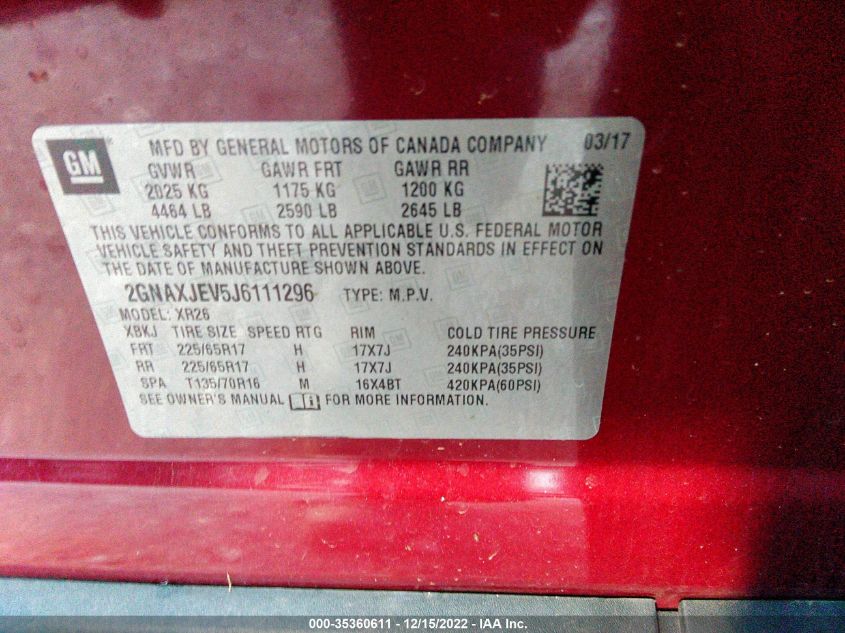 GM
MFD BY GENERAL MOTORS OF CANADA COMPANY 03/17
GVWR GAWR FRT GAWR RR
2025 KG 1175 KG 1200 KG
4464 LB 2590 LB 2645 LB
THIS VEHICLE CONFORMS TO ALL APPLICABLE U.S. FEDERAL MOTOR
VEHICLE SAFETY AND THEFT PREVENTION STANDARDS IN EFFECT ON
THE DATE OF MANUFACTURE SHOWN ABOVE.
2GNAXJEV5J6111296 TYPE: M.P.V.
MODEL: XR26
XBKJ TIRE SIZE SPEED RTG RIM COLD TIRE PRESSURE
FRT 225/65R17 H 17X7J 240KPA(35PSI)
RR 225/65R17 H 17X7J 240KPA(35PSI)
SPA T135/70R16 M 16X4BT 420KPA(60PSI)
SEE OWNER'S MANUAL FOR MORE INFORMATION.
000-35360611 - 12/15/2022 - IAA Inc.